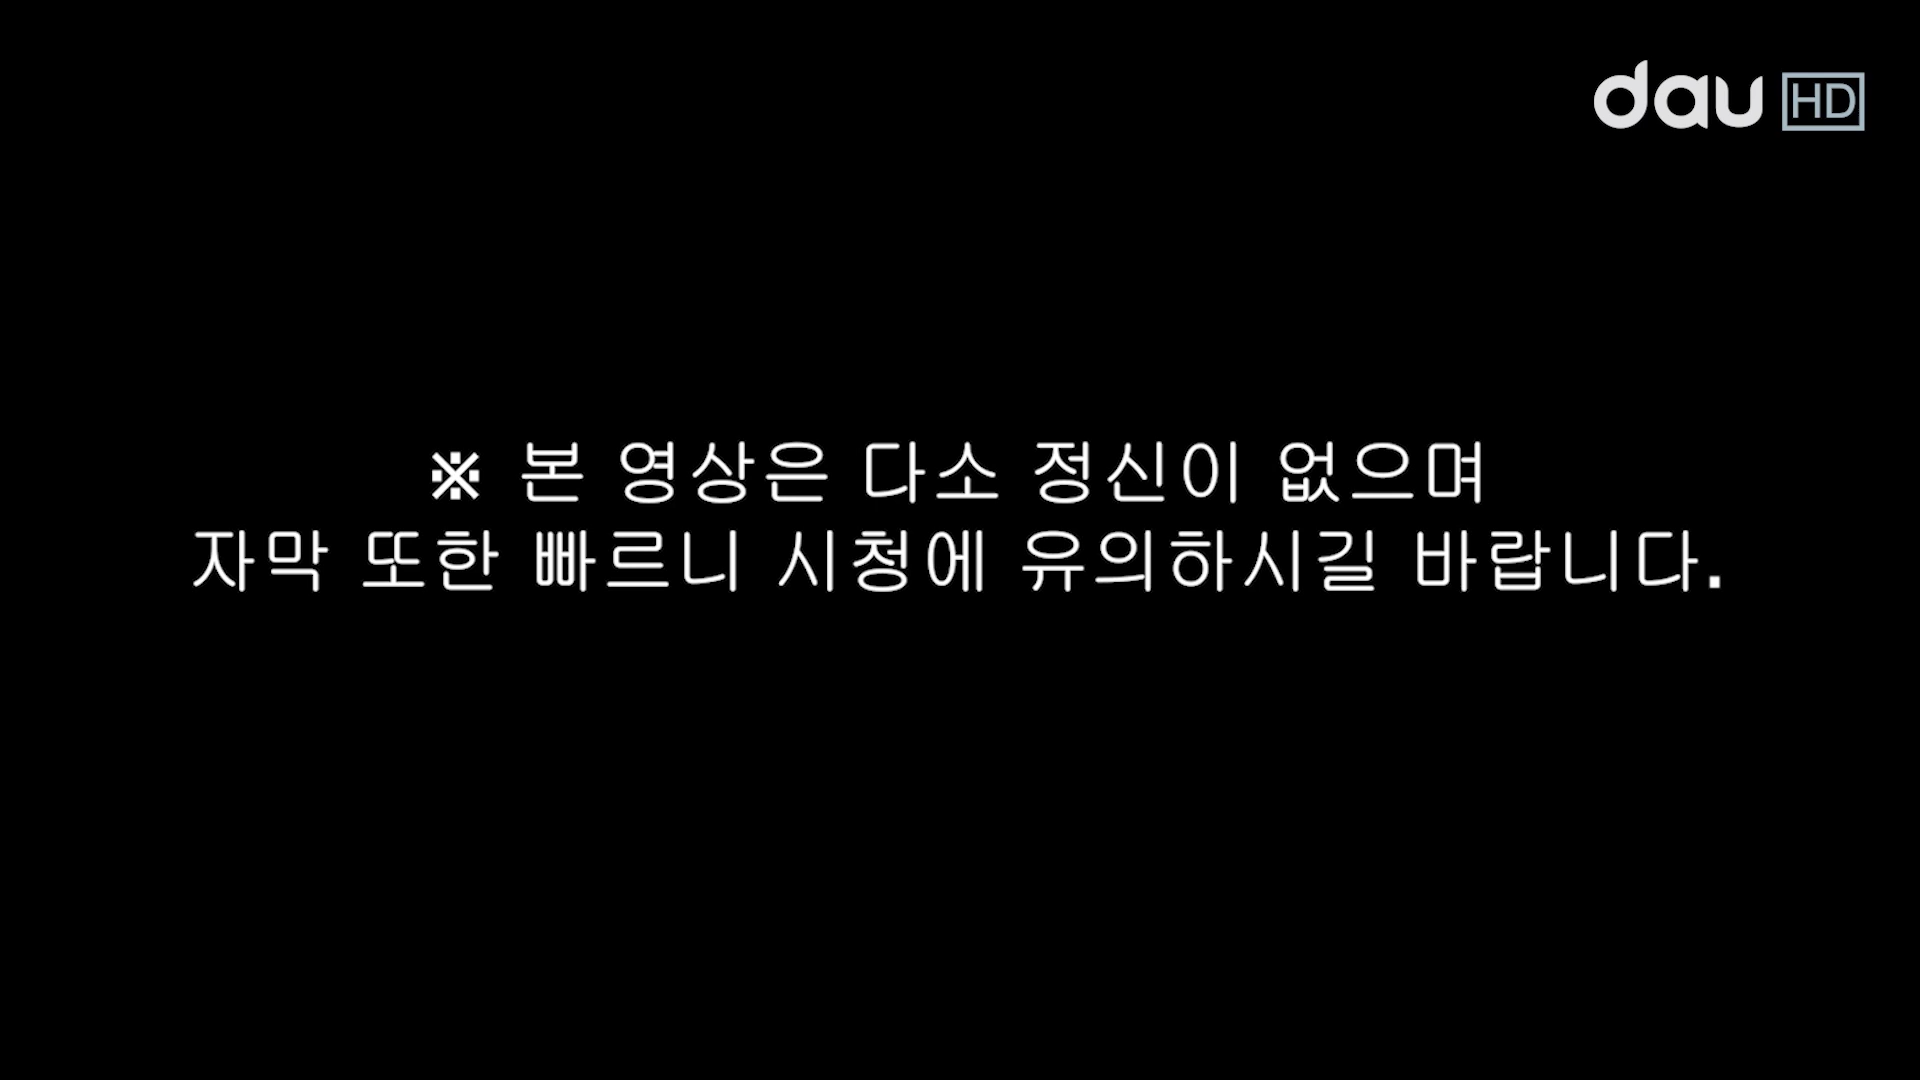 dau HD
※ 본 영상은 다소 정신이 없으며
자막 또한 빠르니 시청에 유의하시길 바랍니다.